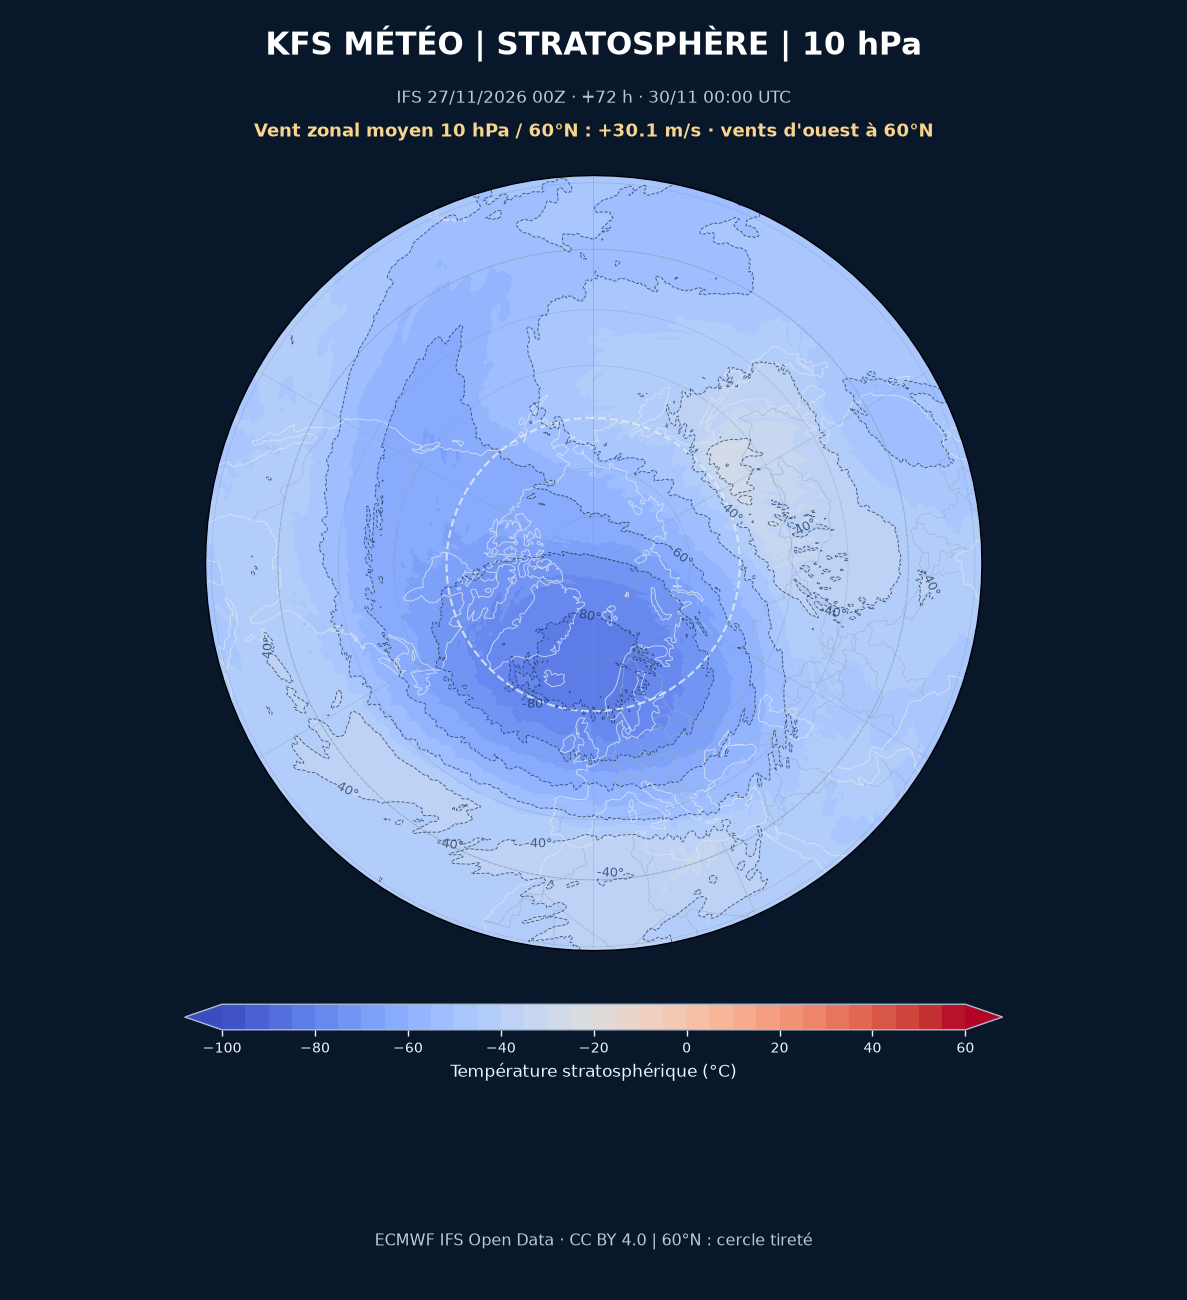 KFS MÉTÉO | STRATOSPHÈRE | 10 hPa
IFS 27/11/2026 00Z · +72 h · 30/11 00:00 UTC
Vent zonal moyen 10 hPa / 60°N : +30.1 m/s · vents d'ouest à 60°N
-40°
-40°
-60°
-40°
-40°
-80°
-40°
-80°
-40°
-40°
-40°
-40°
−100 −80 −60 −40 −20 0 20 40 60
Température stratosphérique (°C)
ECMWF IFS Open Data · CC BY 4.0 | 60°N : cercle tireté